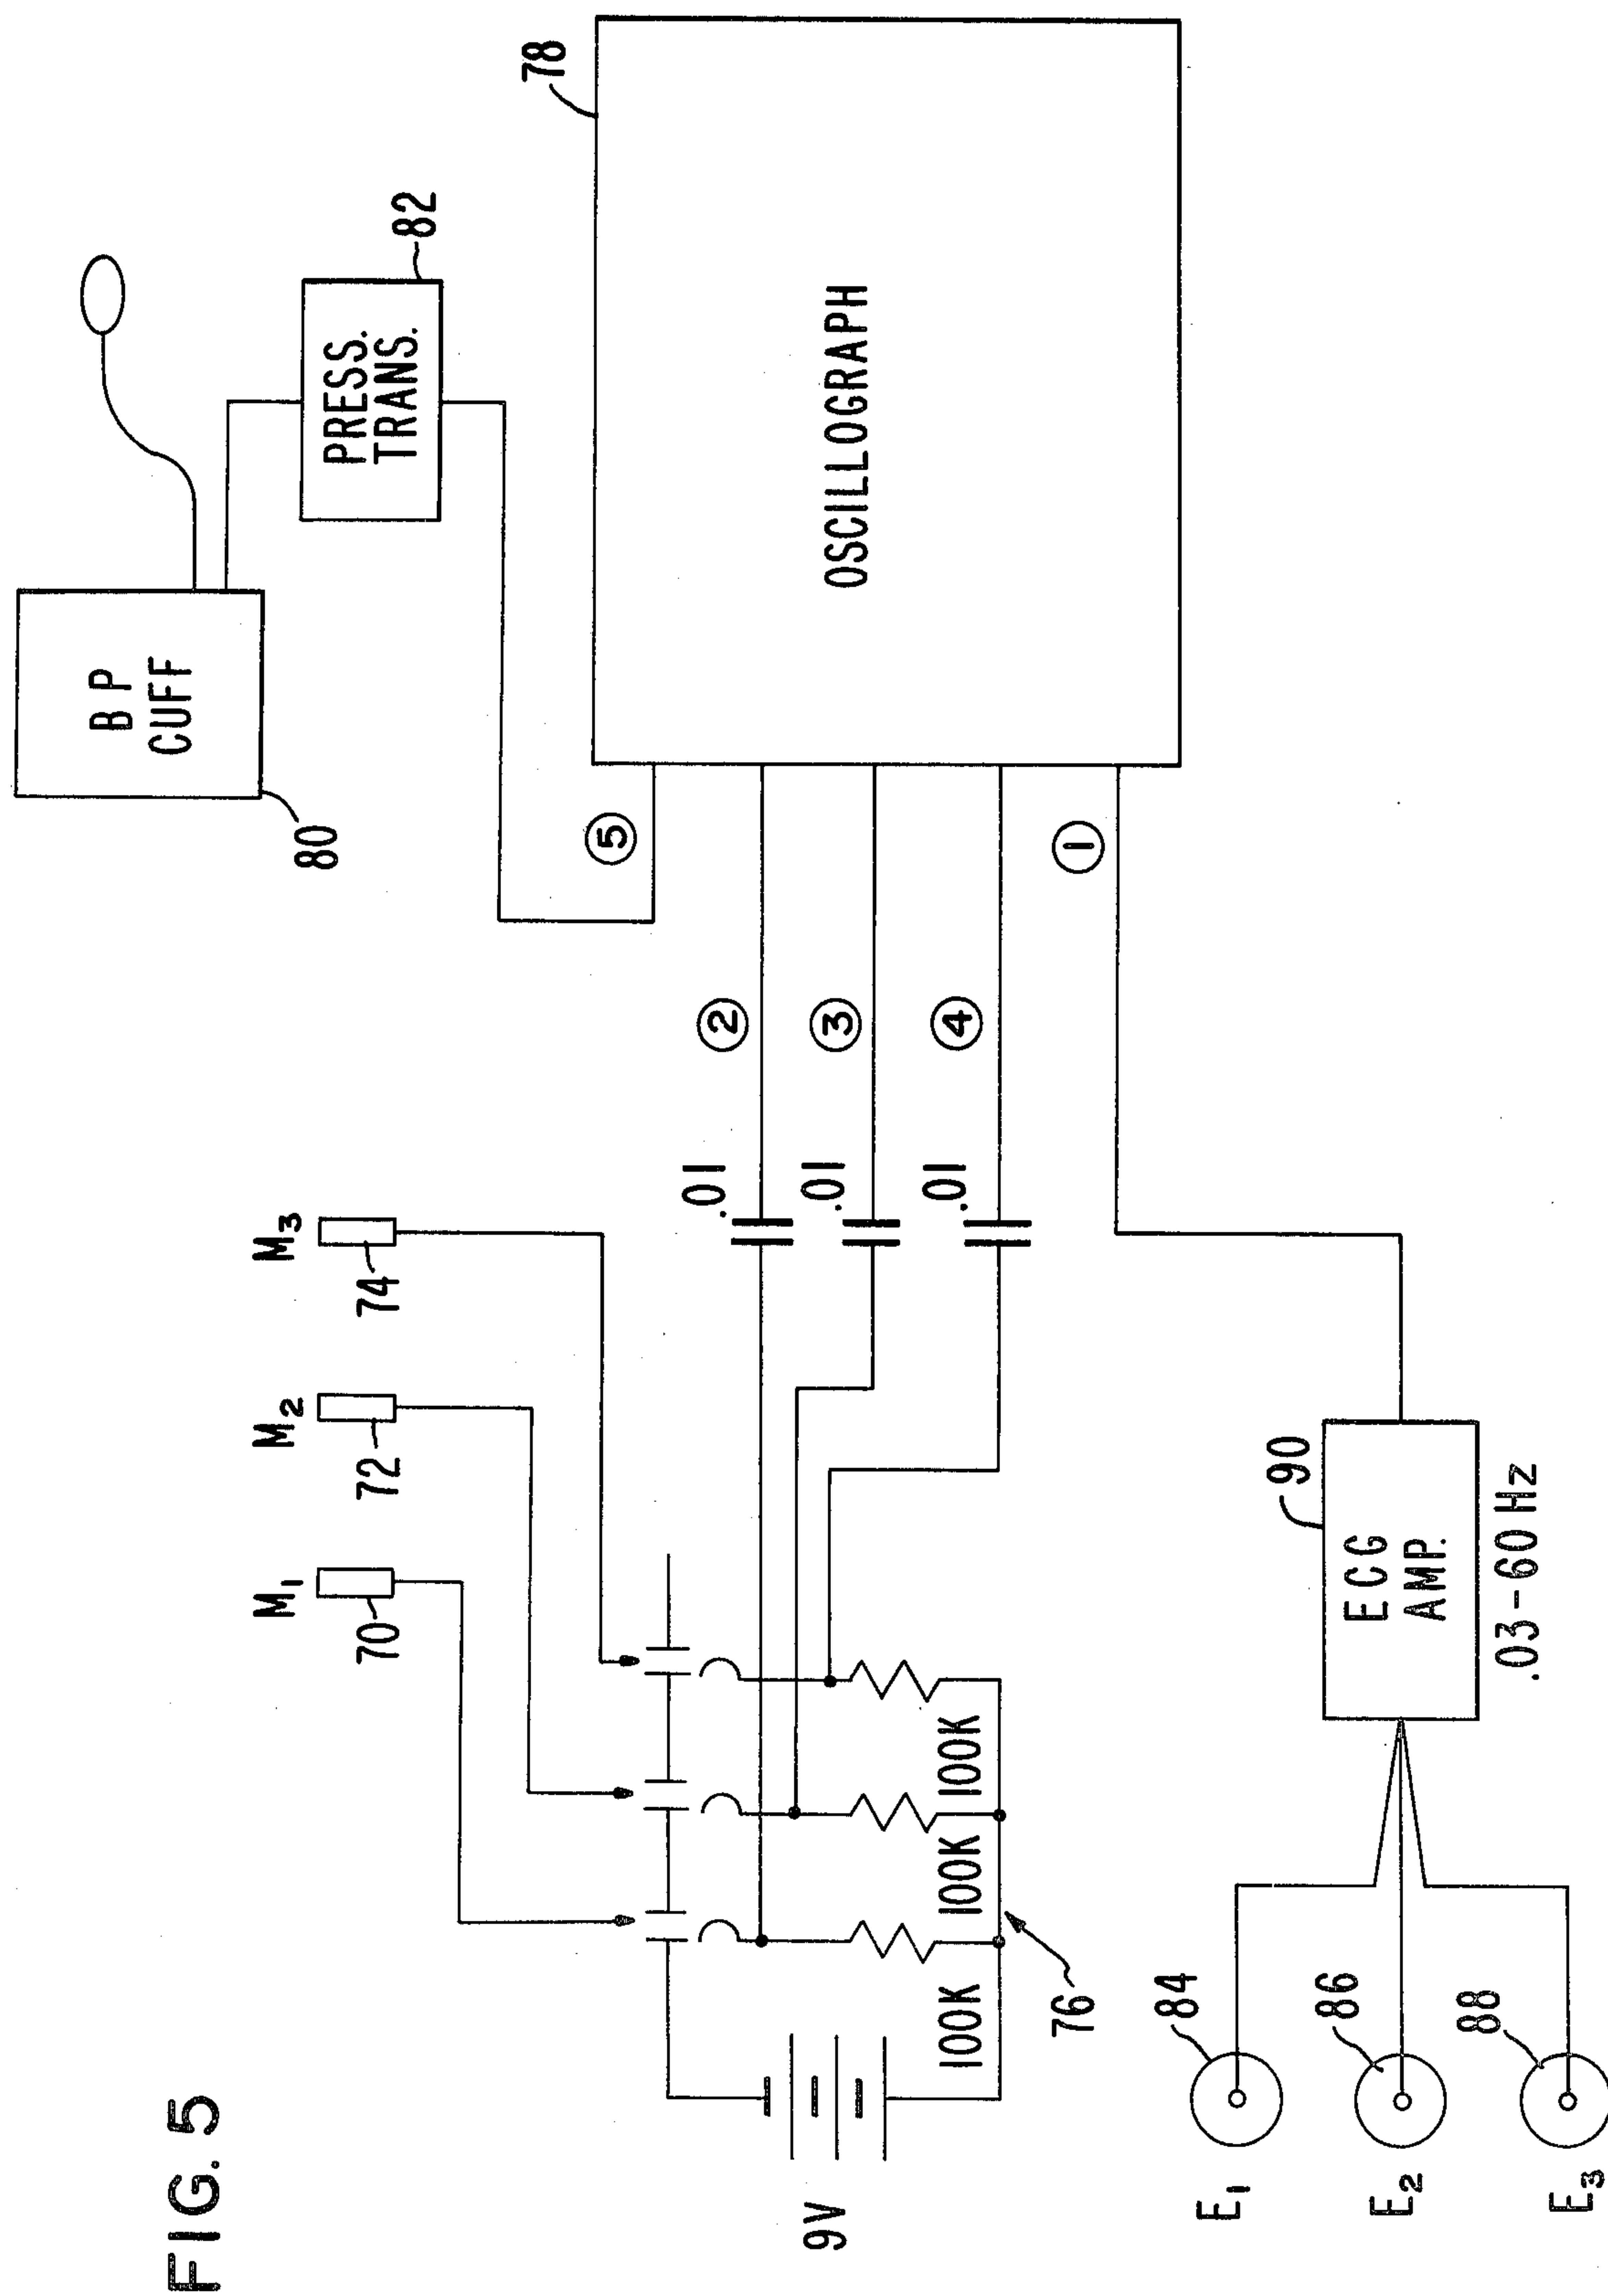 FIG. 5
B P
CUFF
80
PRESS.
TRANS.
82
M₁
70
M₂
72
M₃
74
78
OSCILLOGRAPH
⑤
②
③
④
①
.01
.01
.01
9V
100K
100K
100K
76
E₁
84
E₂
86
E₃
88
90
ECG
AMP.
.03-60 Hz